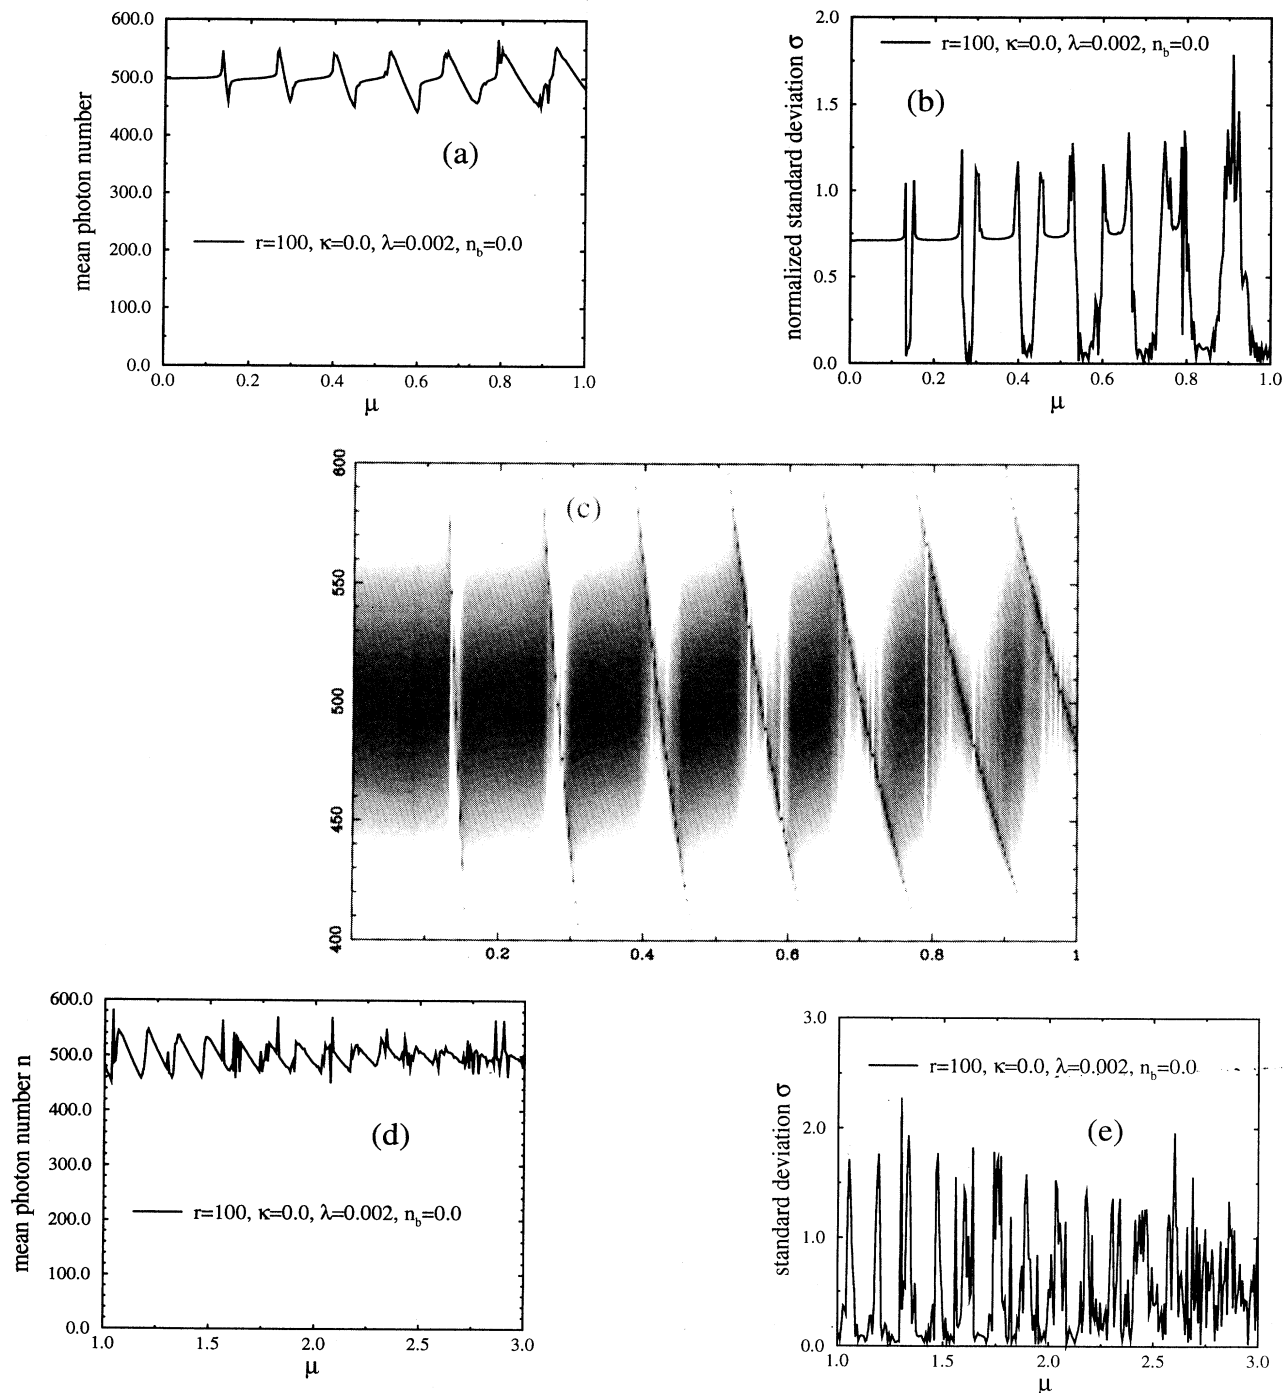 600.0
500.0
400.0
300.0
200.0
100.0
0.0
mean photon number
(a)
r=100, κ=0.0, λ=0.002, n_b=0.0
0.0 0.2 0.4 0.6 0.8 1.0
μ
2.0
1.5
1.0
0.5
0.0
normalized standard deviation σ
r=100, κ=0.0, λ=0.002, n_b=0.0
(b)
0.0 0.2 0.4 0.6 0.8 1.0
μ
600
550
500
450
400
(c)
0.2 0.4 0.6 0.8 1
600.0
500.0
400.0
300.0
200.0
100.0
0.0
mean photon number n
(d)
r=100, κ=0.0, λ=0.002, n_b=0.0
1.0 1.5 2.0 2.5 3.0
μ
3.0
2.0
1.0
0.0
standard deviation σ
r=100, κ=0.0, λ=0.002, n_b=0.0
(e)
1.0 1.5 2.0 2.5 3.0
μ